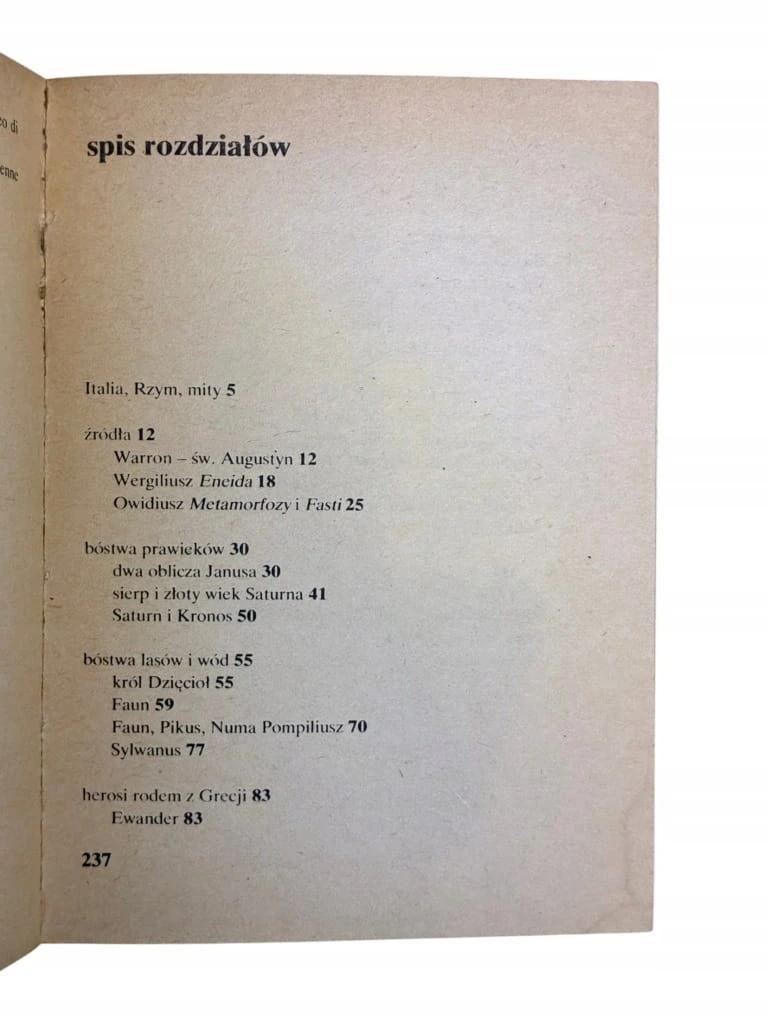 o di
enne
spis rozdziałów
Italia, Rzym, mity 5
źródła 12
Warron – św. Augustyn 12
Wergiliusz Eneida 18
Owidiusz Metamorfozy i Fasti 25
bóstwa prawieków 30
dwa oblicza Janusa 30
sierp i złoty wiek Saturna 41
Saturn i Kronos 50
bóstwa lasów i wód 55
król Dzięcioł 55
Faun 59
Faun, Pikus, Numa Pompiliusz 70
Sylwanus 77
herosi rodem z Grecji 83
Ewander 83
237